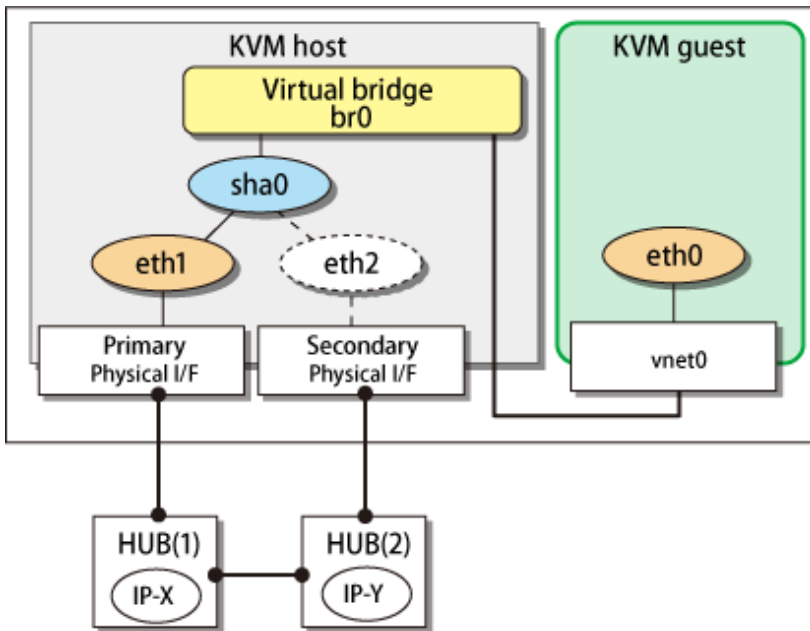 KVM host
KVM guest
Virtual bridge
br0
sha0
eth1
eth2
eth0
Primary
Physical I/F
Secondary
Physical I/F
vnet0
HUB(1)
HUB(2)
IP-X
IP-Y